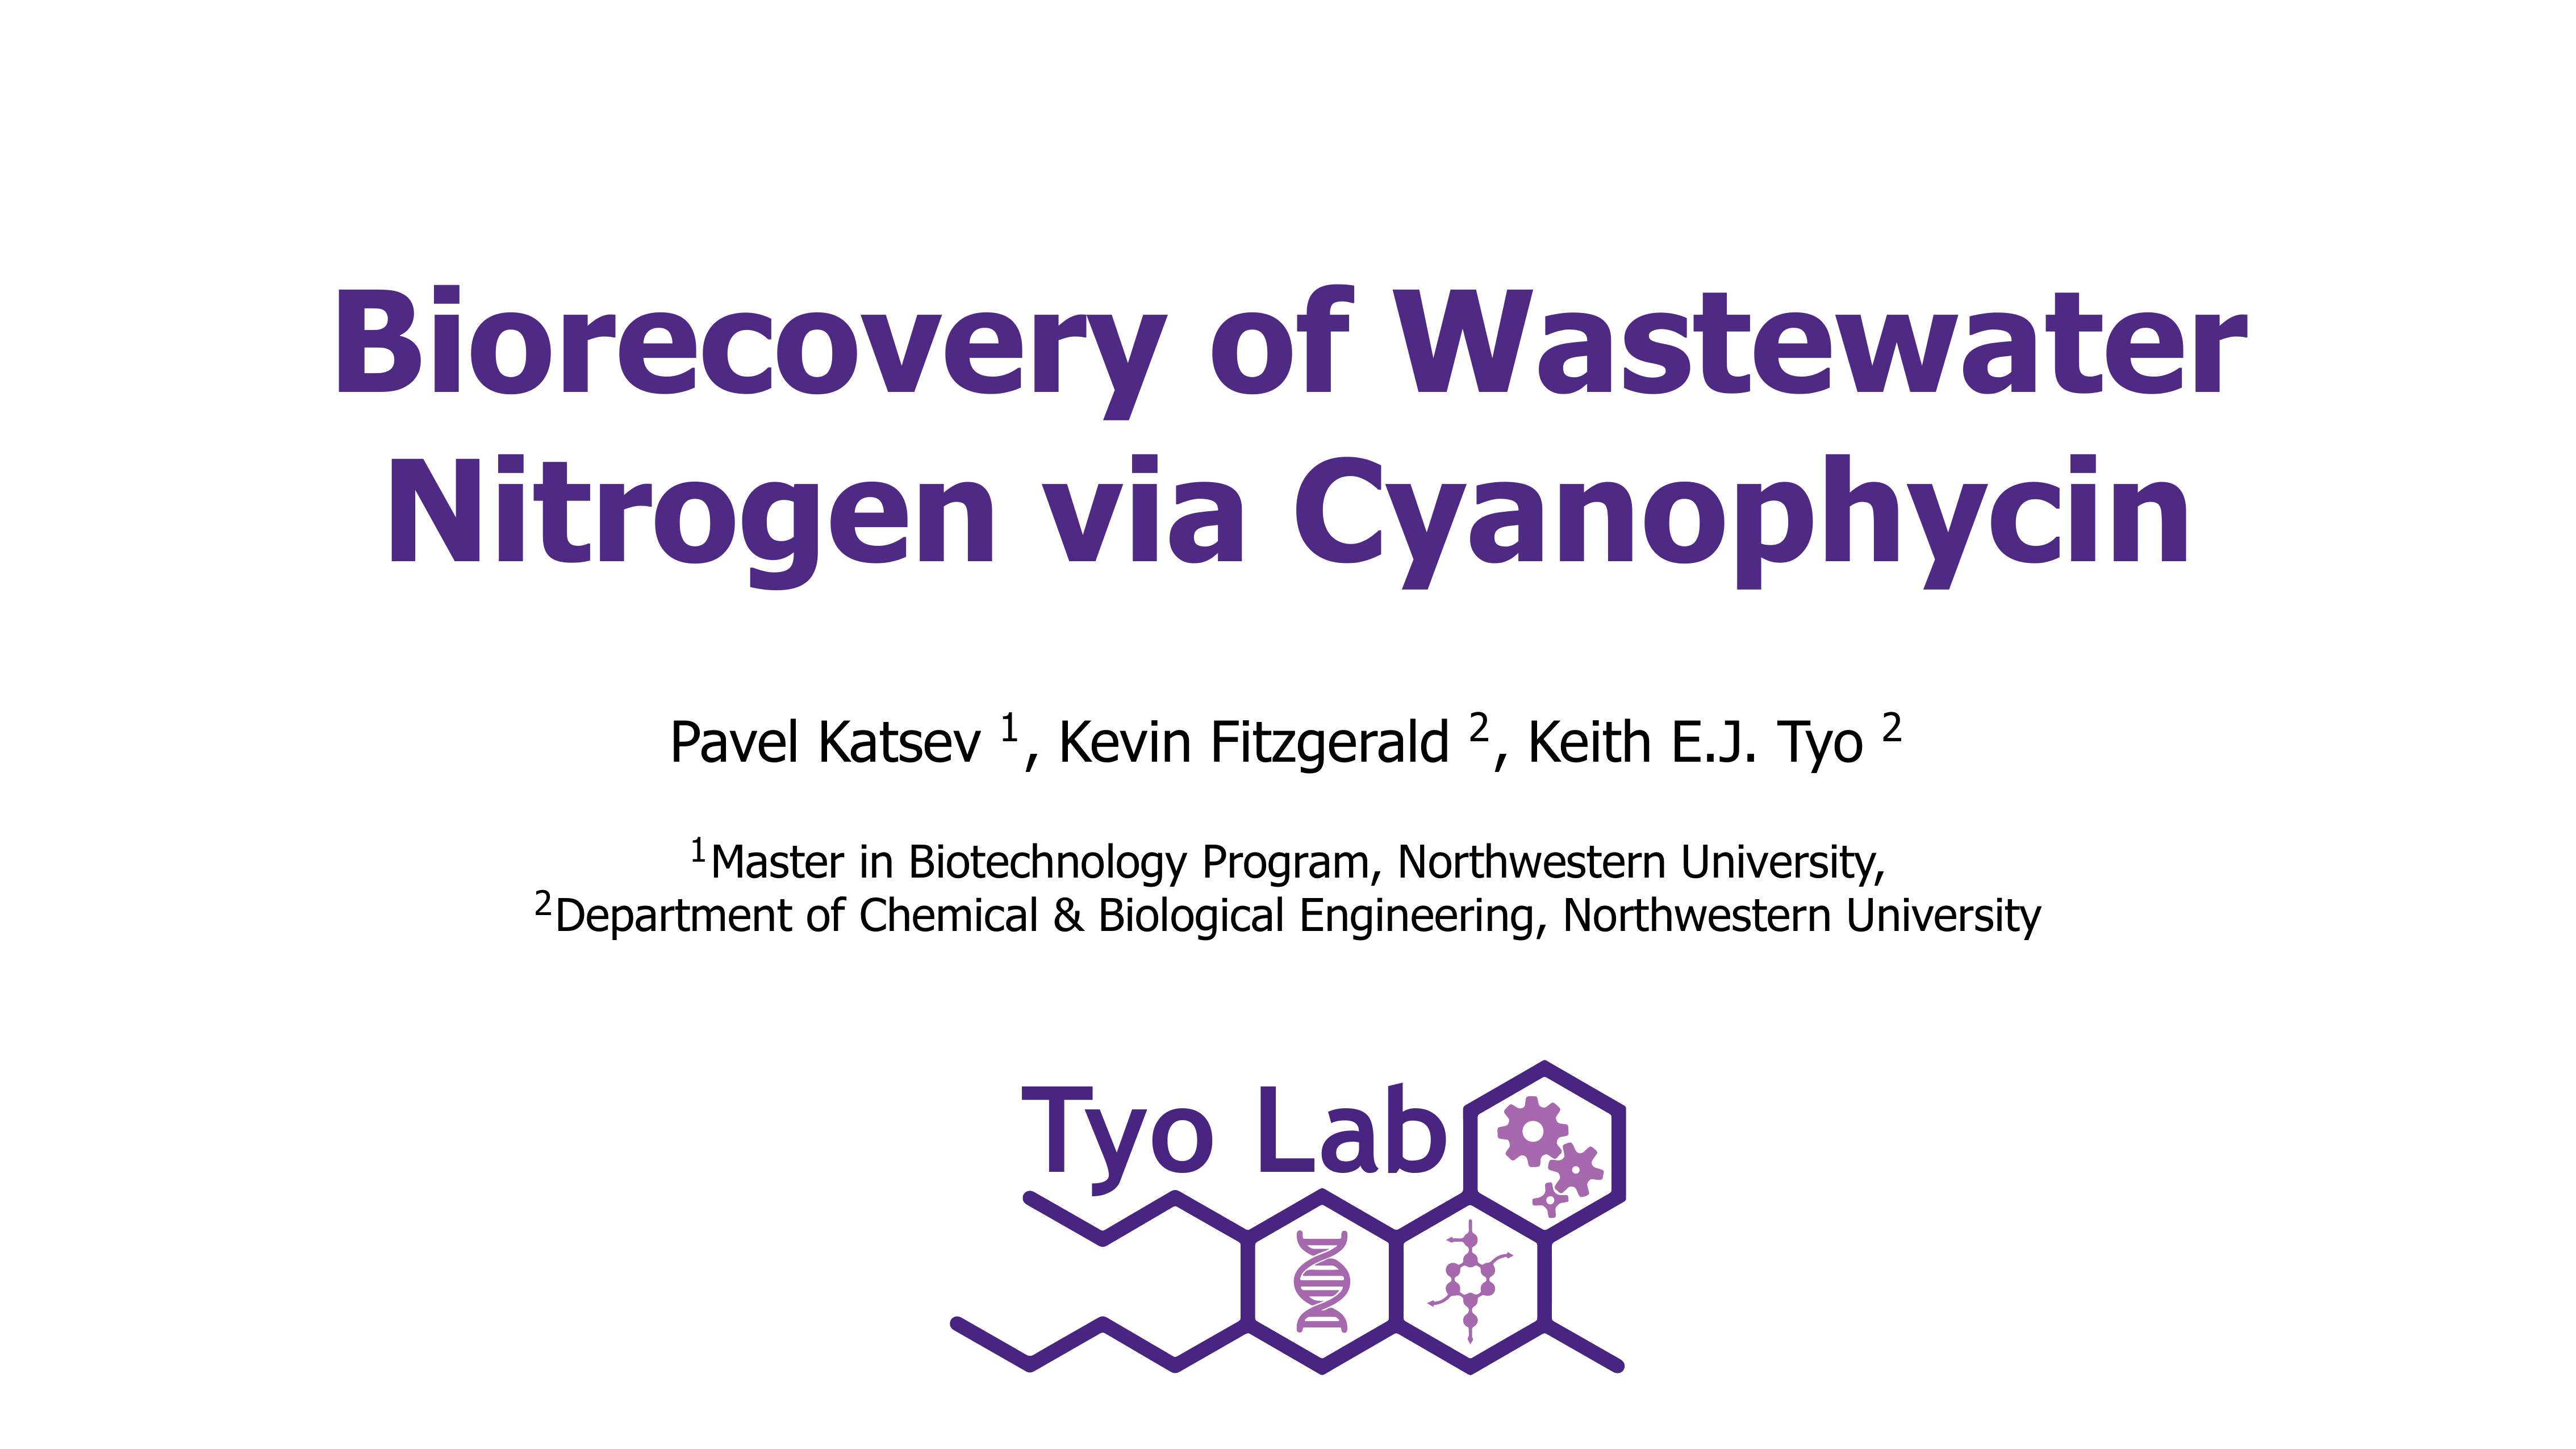 Biorecovery of Wastewater
Nitrogen via Cyanophycin
Pavel Katsev ¹, Kevin Fitzgerald ², Keith E.J. Tyo ²
¹Master in Biotechnology Program, Northwestern University,
²Department of Chemical & Biological Engineering, Northwestern University
Tyo Lab